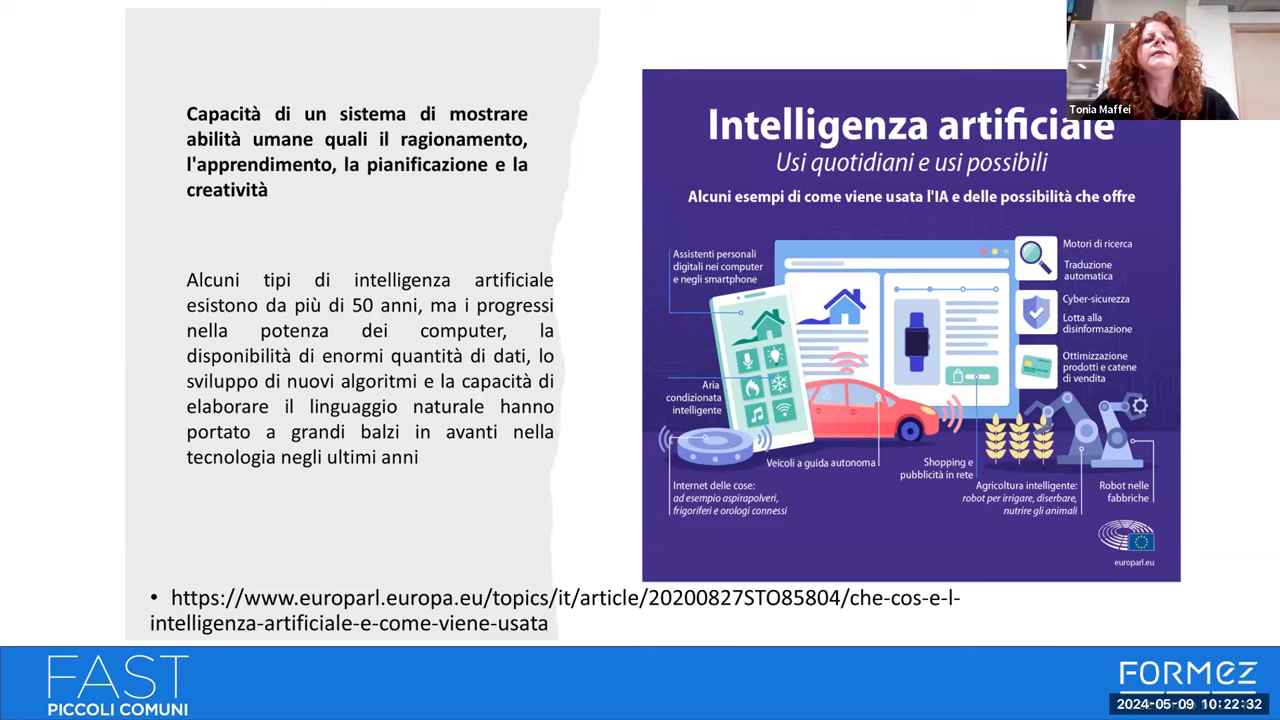 Capacità di un sistema di mostrare
abilità umane quali il ragionamento,
l'apprendimento, la pianificazione e la
creatività
Alcuni tipi di intelligenza artificiale
esistono da più di 50 anni, ma i progressi
nella potenza dei computer, la
disponibilità di enormi quantità di dati, lo
sviluppo di nuovi algoritmi e la capacità di
elaborare il linguaggio naturale hanno
portato a grandi balzi in avanti nella
tecnologia negli ultimi anni
Tonia Maffei
Intelligenza artificiale
Usi quotidiani e usi possibili
Alcuni esempi di come viene usata l'IA e delle possibilità che offre
Assistenti personali
digitali nei computer
e negli smartphone
Motori di ricerca
Traduzione
automatica
Cyber-sicurezza
Lotta alla
disinformazione
Ottimizzazione
prodotti e catene
di vendita
Aria
condizionata
intelligente
Veicoli a guida autonoma
Shopping e
pubblicità in rete
Internet delle cose:
ad esempio aspirapolveri,
frigoriferi e orologi connessi
Agricoltura intelligente:
robot per irrigare, diserbare,
nutrire gli animali
Robot nelle
fabbriche
europarl.eu
• https://www.europarl.europa.eu/topics/it/article/20200827STO85804/che-cos-e-l-
intelligenza-artificiale-e-come-viene-usata
FAST
PICCOLI COMUNI
FORMEZ
2024-05-09 10:22:32